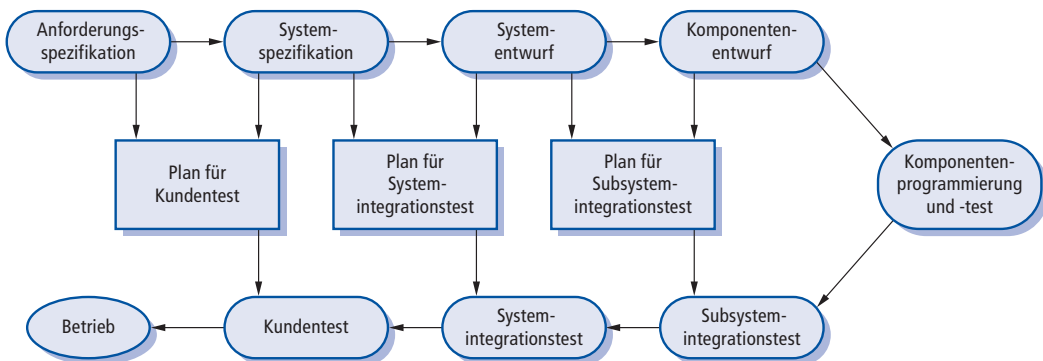 Anforderungs-
spezifikation
System-
spezifikation
System-
entwurf
Komponenten-
entwurf
Plan für
Kundentest
Plan für
System-
integrationstest
Plan für
Subsystem-
integrationstest
Komponenten-
programmierung
und -test
Betrieb
Kundentest
System-
integrationstest
Subsystem-
integrationstest